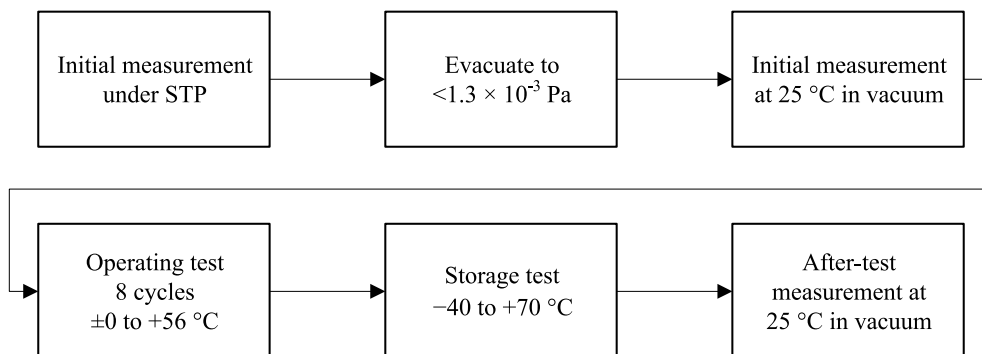 Initial measurement
under STP
Evacuate to
<1.3 × 10⁻³ Pa
Initial measurement
at 25 °C in vacuum
Operating test
8 cycles
±0 to +56 °C
Storage test
−40 to +70 °C
After-test
measurement at
25 °C in vacuum